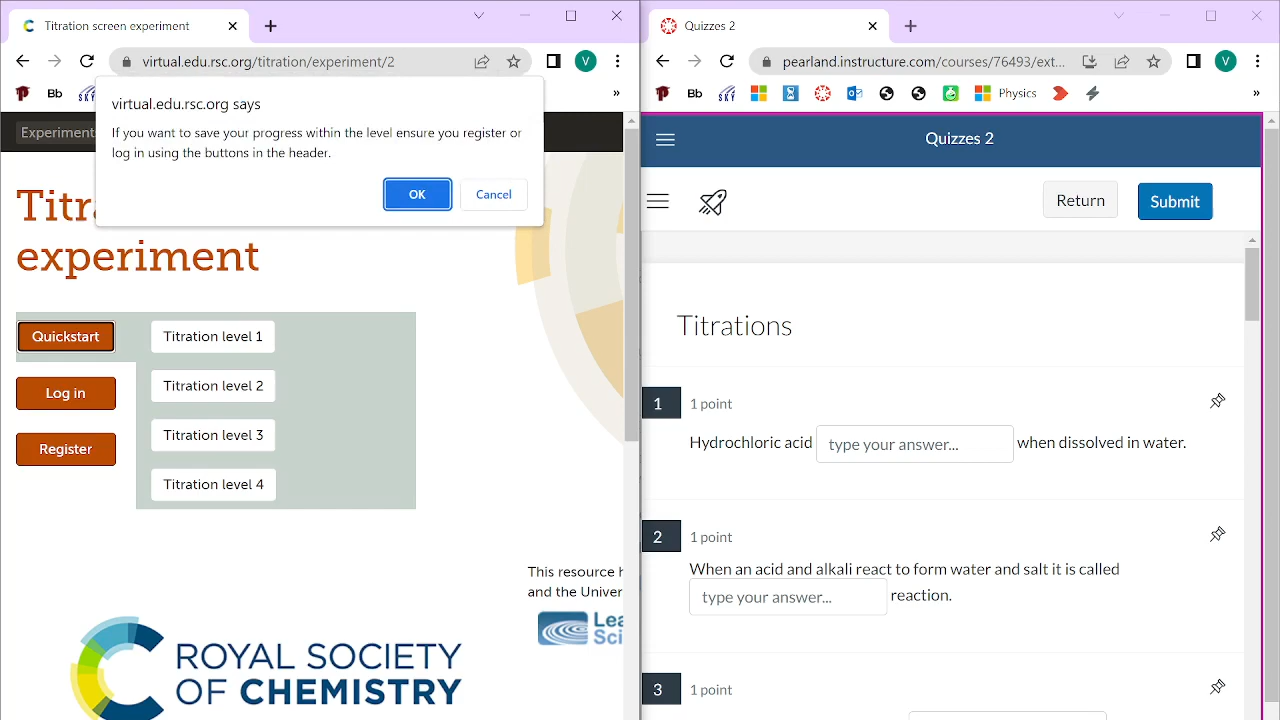 Titration screen experiment
virtual.edu.rsc.org/titration/experiment/2
V
Bb
»
virtual.edu.rsc.org says
If you want to save your progress within the level ensure you register or
log in using the buttons in the header.
OK
Cancel
Experiment
Titra
experiment
Quickstart
Titration level 1
Titration level 2
Log in
Titration level 3
Register
Titration level 4
This resource h
and the Univer
Lea
Sci
ROYAL SOCIETY
OF CHEMISTRY
Quizzes 2
pearland.instructure.com/courses/76493/ext...
V
Bb
Physics
»
Quizzes 2
Return
Submit
Titrations
1
1 point
Hydrochloric acid type your answer... when dissolved in water.
2
1 point
When an acid and alkali react to form water and salt it is called
type your answer... reaction.
3
1 point